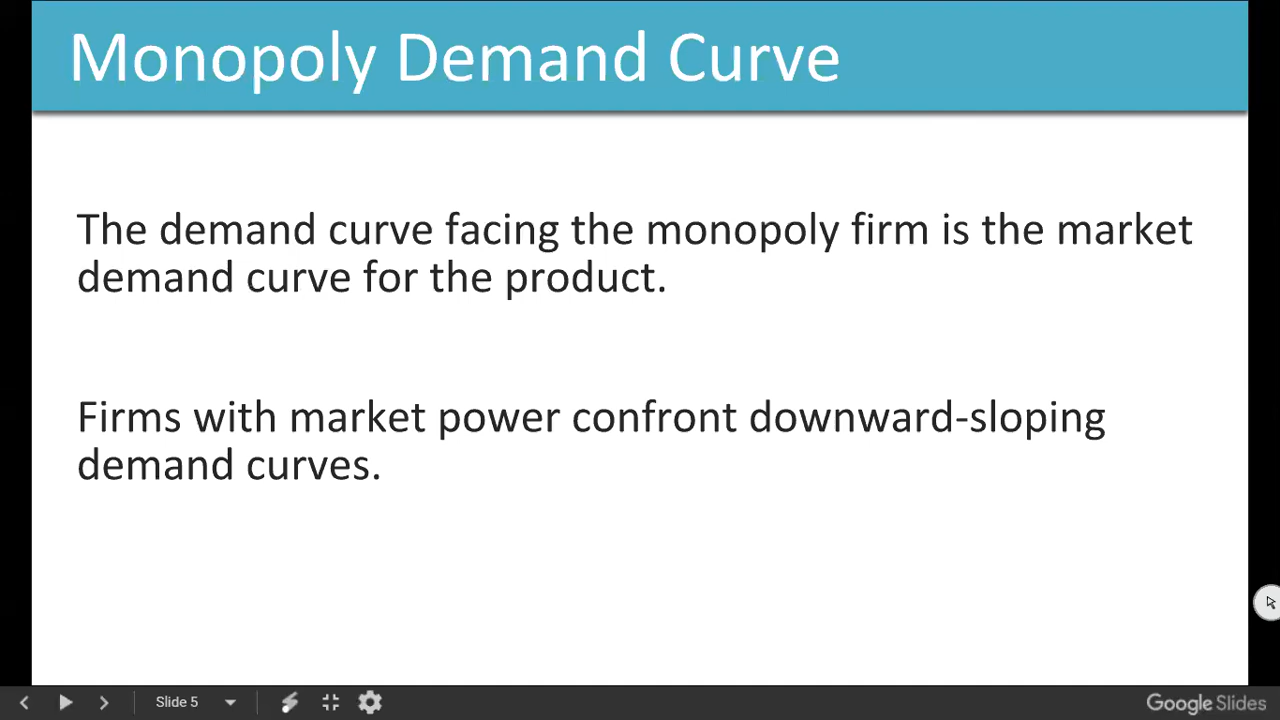 Monopoly Demand Curve
The demand curve facing the monopoly firm is the market
demand curve for the product.
Firms with market power confront downward-sloping
demand curves.
Slide 5
Google Slides